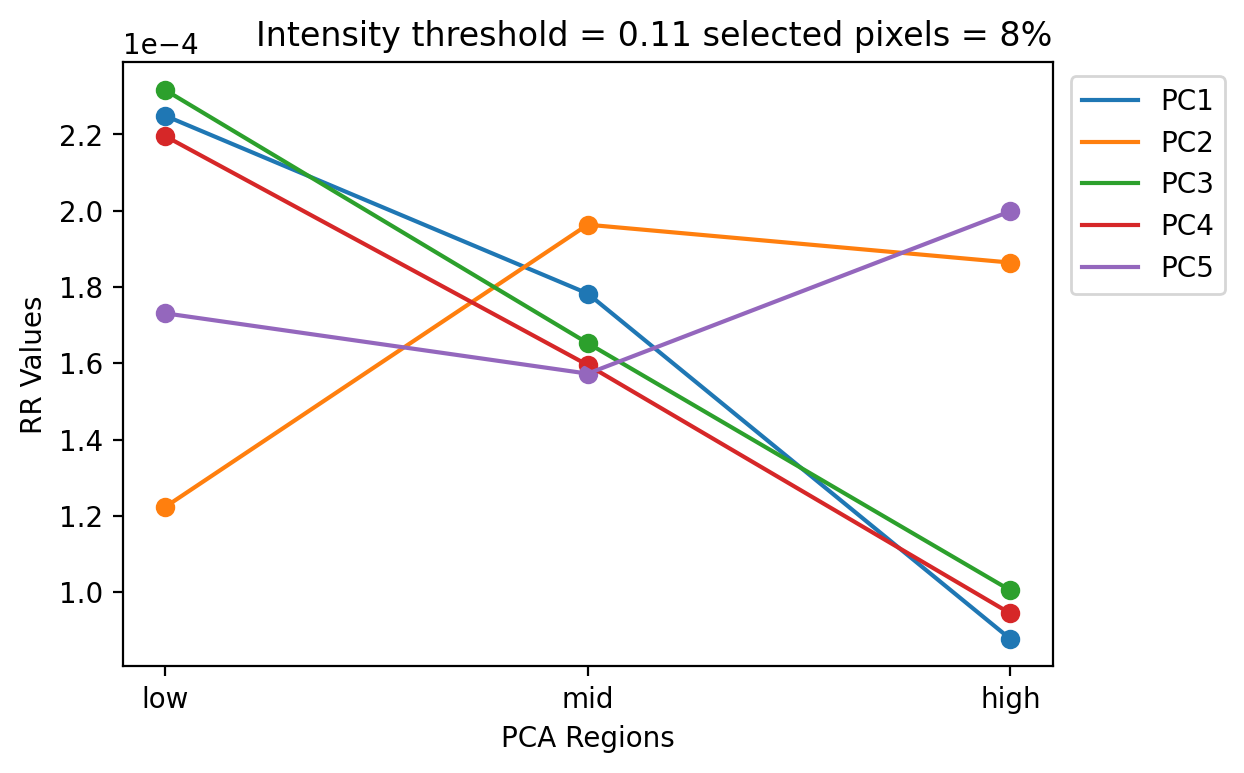 Intensity threshold = 0.11 selected pixels = 8%
1e−4
2.2
2.0
1.8
1.6
1.4
1.2
1.0
RR Values
low mid high
PCA Regions
PC1
PC2
PC3
PC4
PC5